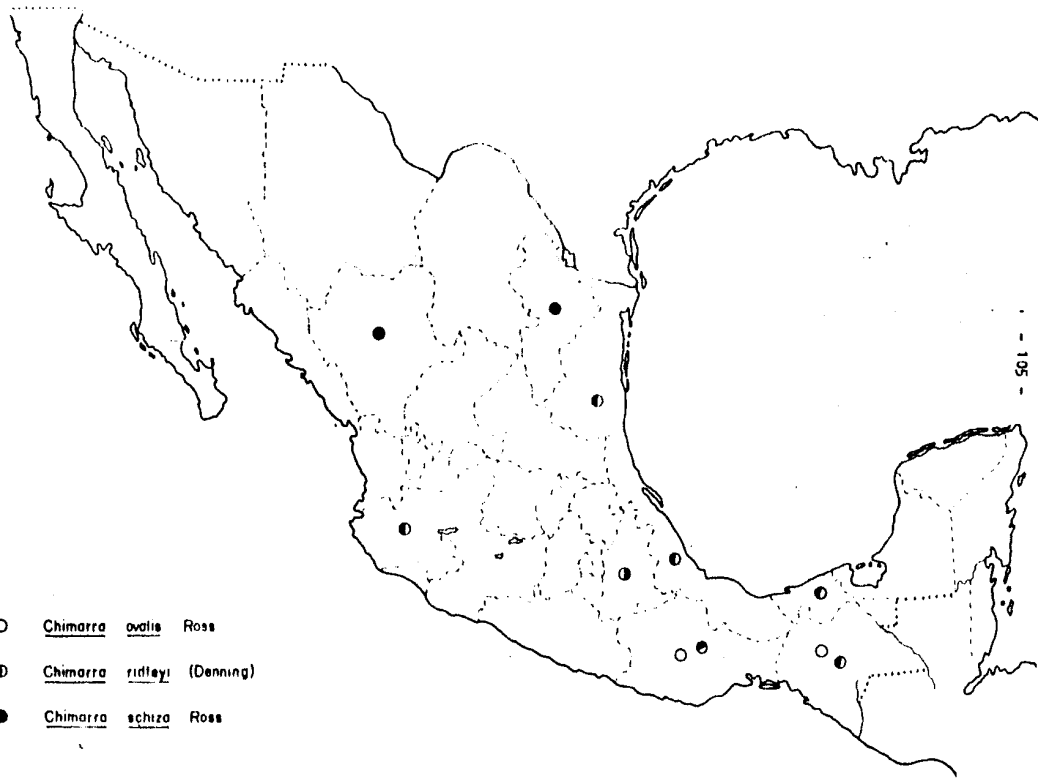 - 105 -
Chimarra ovalis Ross
Chimarra ridleyi (Denning)
Chimarra schiza Ross